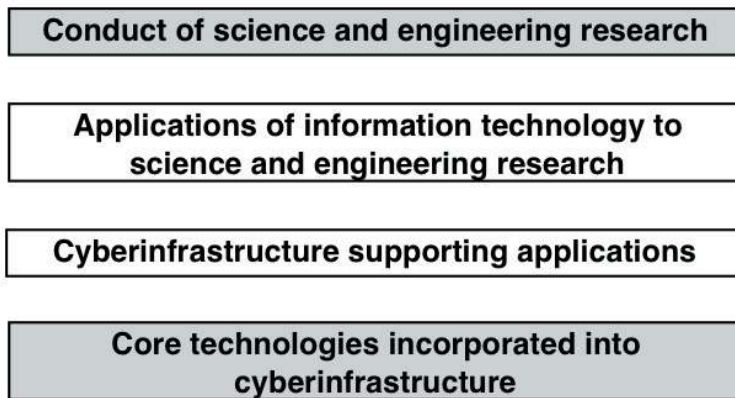 Conduct of science and engineering research
Applications of information technology to
science and engineering research
Cyberinfrastructure supporting applications
Core technologies incorporated into
cyberinfrastructure